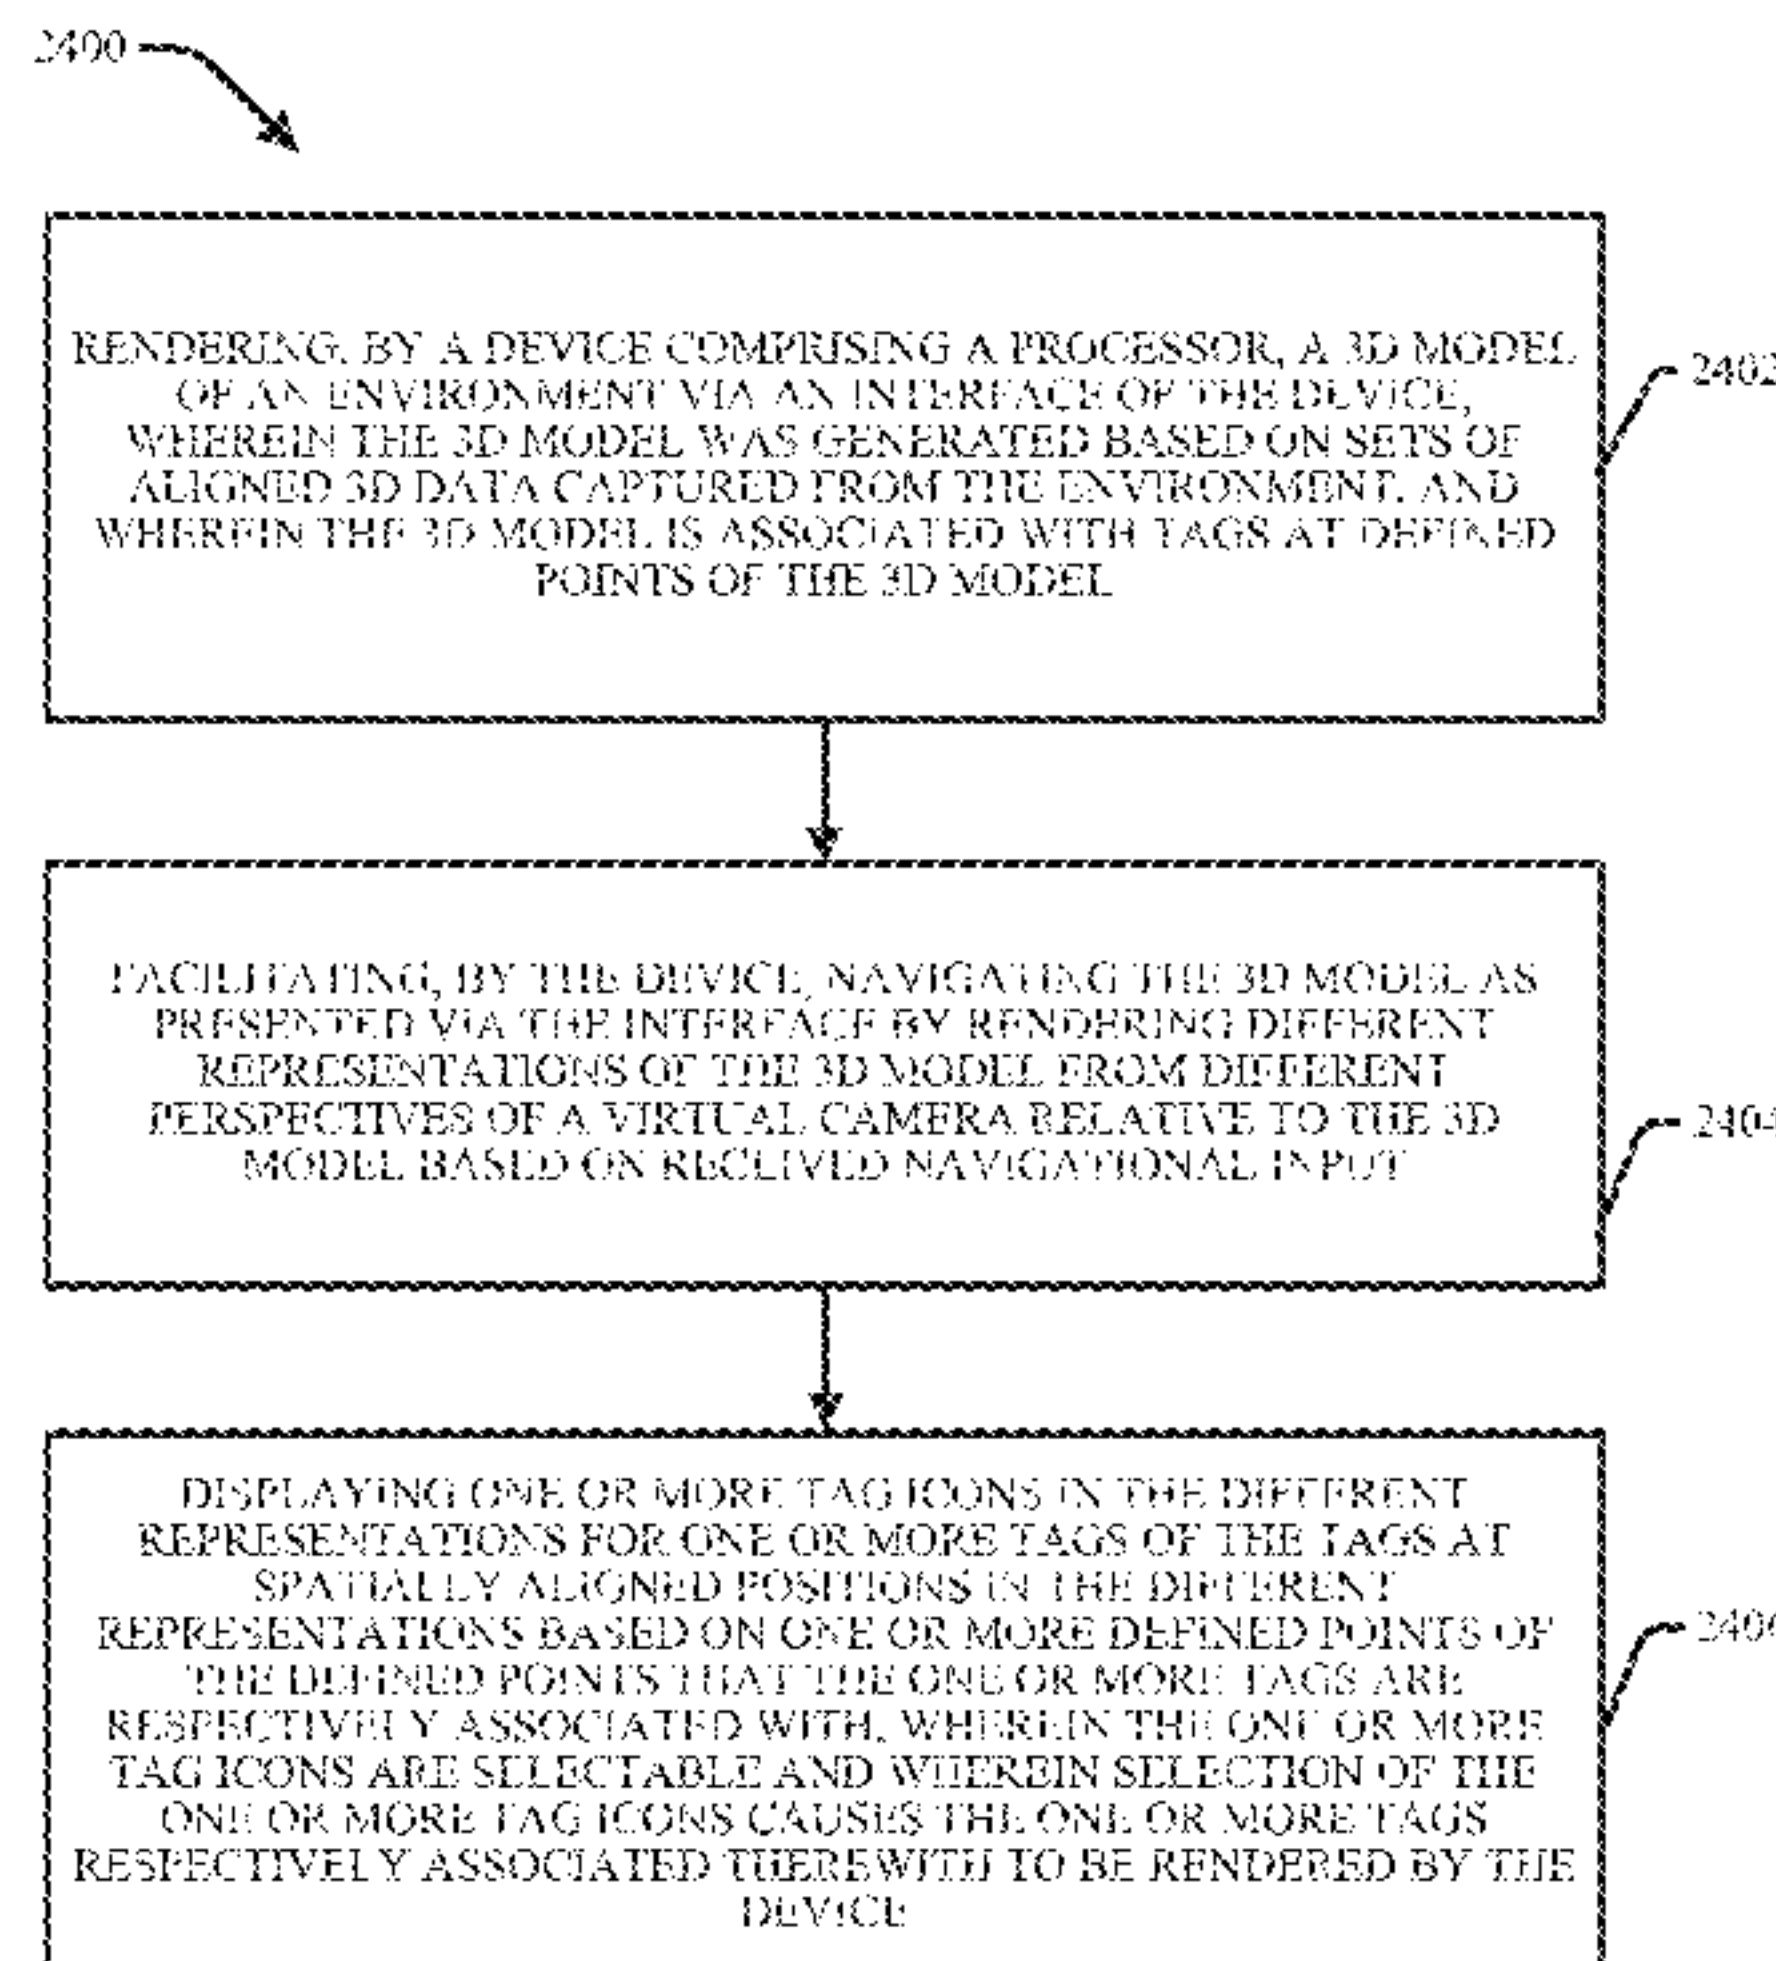 2400
RENDERING, BY A DEVICE COMPRISING A PROCESSOR, A 3D MODEL
OF AN ENVIRONMENT VIA AN INTERFACE OF THE DEVICE,
WHEREIN THE 3D MODEL WAS GENERATED BASED ON SETS OF
ALIGNED 3D DATA CAPTURED FROM THE ENVIRONMENT, AND
WHEREIN THE 3D MODEL IS ASSOCIATED WITH TAGS AT DEFINED
POINTS OF THE 3D MODEL
2402
FACILITATING, BY THE DEVICE, NAVIGATING THE 3D MODEL AS
PRESENTED VIA THE INTERFACE BY RENDERING DIFFERENT
REPRESENTATIONS OF THE 3D MODEL FROM DIFFERENT
PERSPECTIVES OF A VIRTUAL CAMERA RELATIVE TO THE 3D
MODEL BASED ON RECEIVED NAVIGATIONAL INPUT
2404
DISPLAYING ONE OR MORE TAG ICONS IN THE DIFFERENT
REPRESENTATIONS FOR ONE OR MORE TAGS OF THE TAGS AT
SPATIALLY ALIGNED POSITIONS IN THE DIFFERENT
REPRESENTATIONS BASED ON ONE OR MORE DEFINED POINTS OF
THE DEFINED POINTS THAT THE ONE OR MORE TAGS ARE
RESPECTIVELY ASSOCIATED WITH, WHEREIN THE ONE OR MORE
TAG ICONS ARE SELECTABLE AND WHEREIN SELECTION OF THE
ONE OR MORE TAG ICONS CAUSES THE ONE OR MORE TAGS
RESPECTIVELY ASSOCIATED THEREWITH TO BE RENDERED BY THE
DEVICE
2406